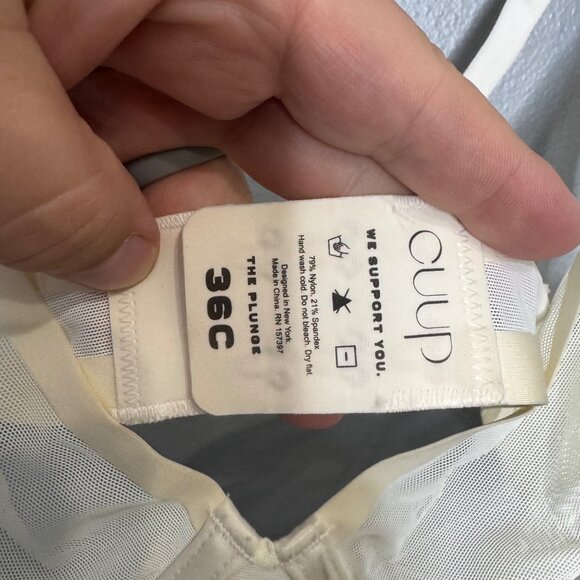 CUUP
WE SUPPORT YOU.
79% Nylon. 21% Spandex
Hand wash cold. Do not bleach. Dry flat.
Designed in New York
Made in China. RN 157397
THE PLUNGE
36C